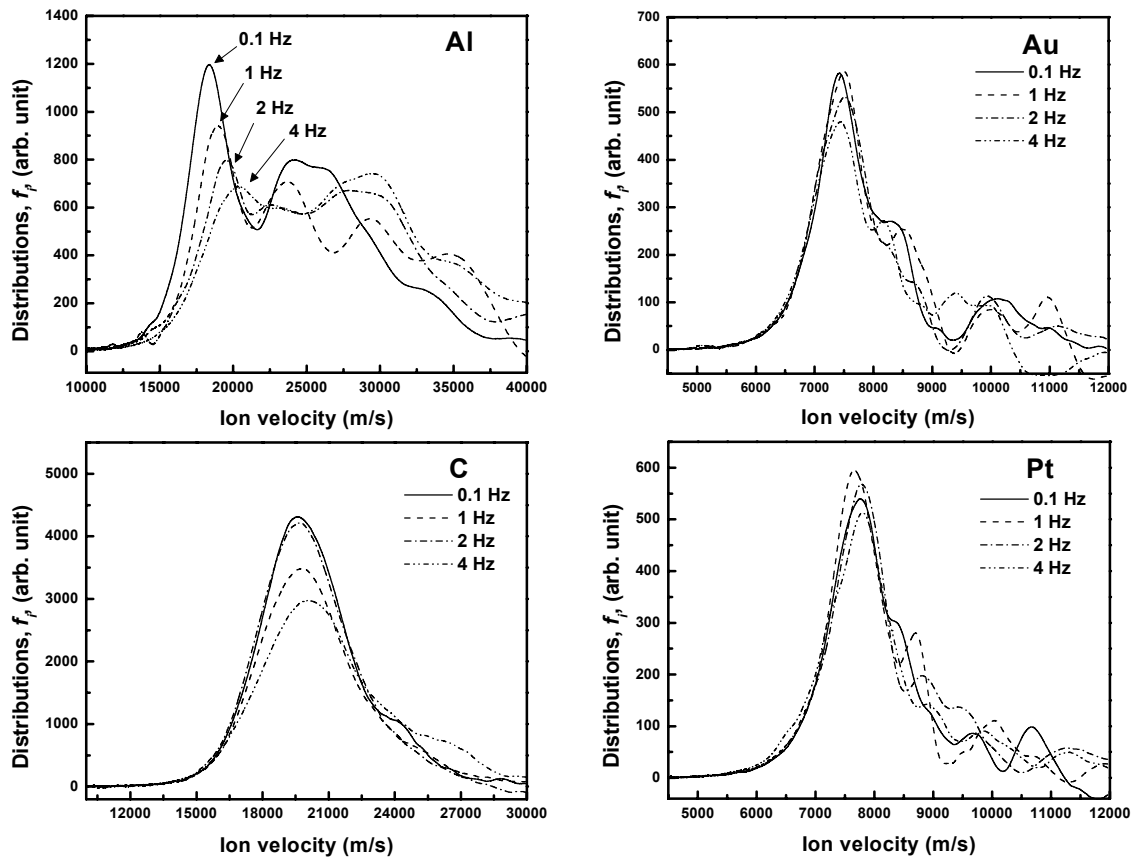 Al
0.1 Hz
1 Hz
2 Hz
4 Hz
1400
1200
1000
800
600
400
200
0
Distributions, fi, (arb. unit)
10000 15000 20000 25000 30000 35000 40000
Ion velocity (m/s)
Au
0.1 Hz
1 Hz
2 Hz
4 Hz
700
600
500
400
300
200
100
0
Distributions, fi, (arb. unit)
5000 6000 7000 8000 9000 10000 11000 12000
Ion velocity (m/s)
C
0.1 Hz
1 Hz
2 Hz
4 Hz
5000
4000
3000
2000
1000
0
Distributions, fi, (arb. unit)
12000 15000 18000 21000 24000 27000 30000
Ion velocity (m/s)
Pt
0.1 Hz
1 Hz
2 Hz
4 Hz
600
500
400
300
200
100
0
Distributions, fi, (arb. unit)
5000 6000 7000 8000 9000 10000 11000 12000
Ion velocity (m/s)